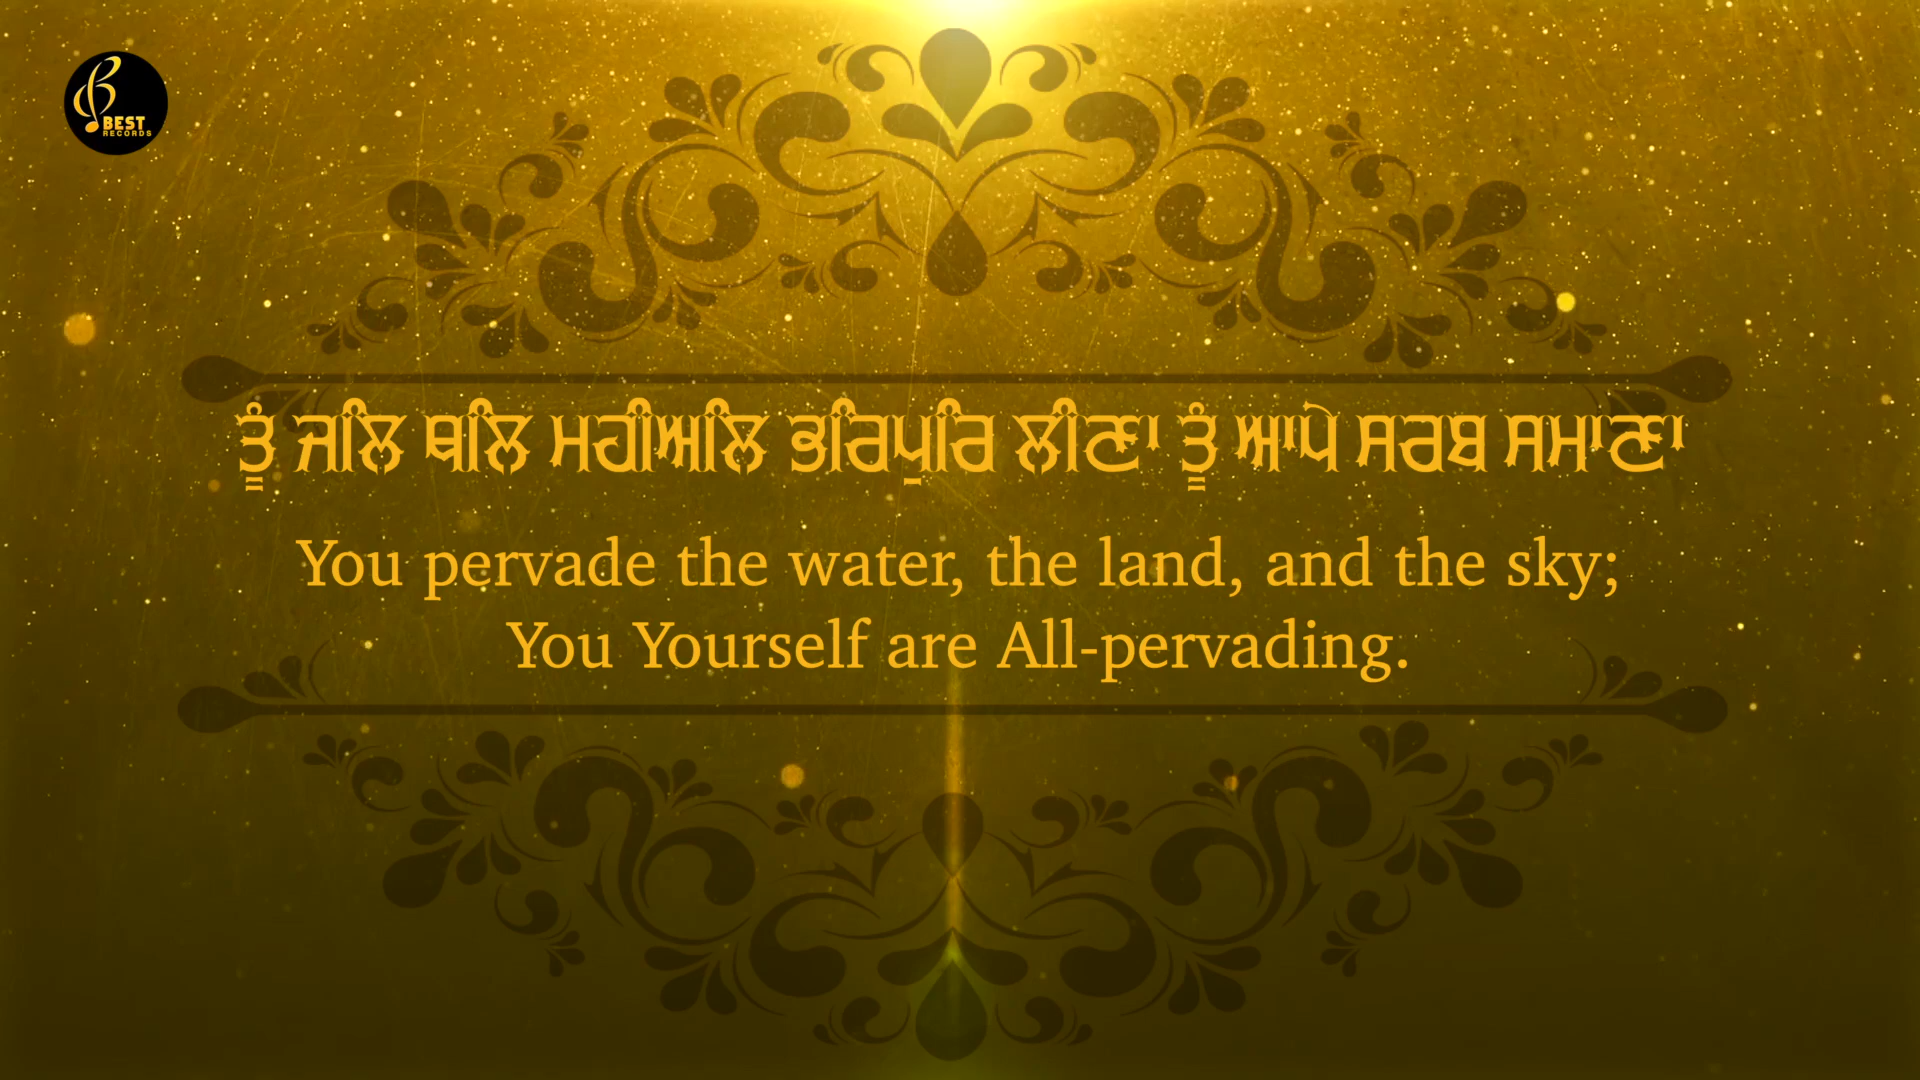 BEST
RECORDS
ਤੂੰ ਜਲਿ ਥਲਿ ਮਹੀਅਲਿ ਭਰਿਪੁਰਿ ਲੀਣਾ ਤੂੰ ਆਪੇ ਸਰਬ ਸਮਾਣਾ
You pervade the water, the land, and the sky;
You Yourself are All-pervading.